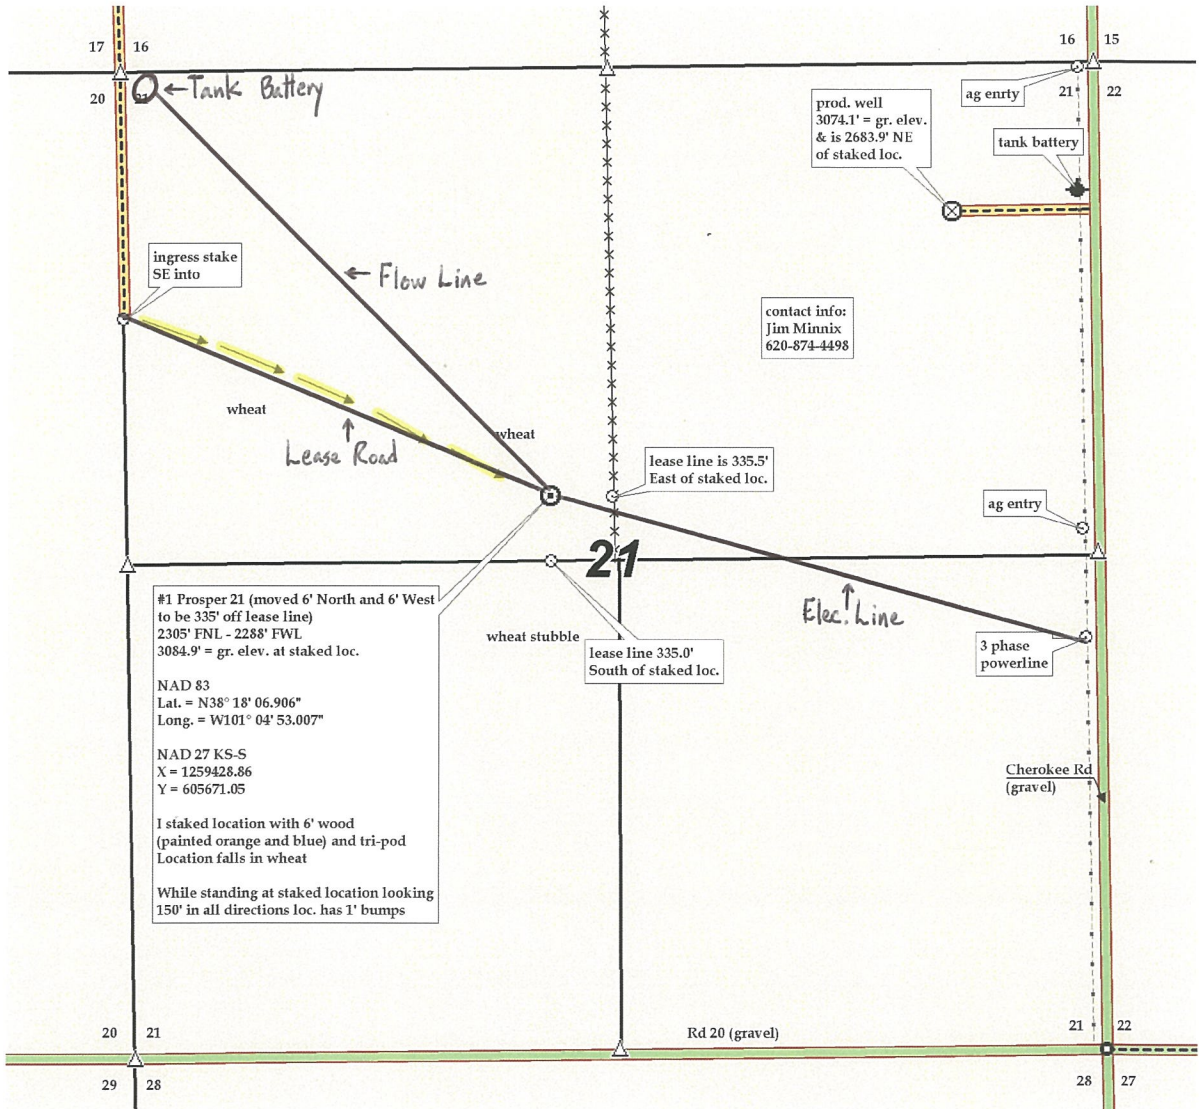 17 16
16 15
20 21
← Tank Battery
ag enrty
21 22
prod. well
3074.1' = gr. elev.
& is 2683.9' NE
of staked loc.
tank battery
ingress stake
SE into
← Flow Line
contact info:
Jim Minnix
620-874-4498
wheat
wheat
↑
Lease Road
lease line is 335.5'
East of staked loc.
ag entry
21
#1 Prosper 21 (moved 6' North and 6' West
to be 335' off lease line)
2305' FNL - 2288' FWL
3084.9' = gr. elev. at staked loc.
NAD 83
Lat. = N38° 18' 06.906"
Long. = W101° 04' 53.007"
NAD 27 KS-S
X = 1259428.86
Y = 605671.05
I staked location with 6' wood
(painted orange and blue) and tri-pod
Location falls in wheat
While standing at staked location looking
150' in all directions loc. has 1' bumps
↑
Elec. Line
wheat stubble
lease line 335.0'
South of staked loc.
3 phase
powerline
Cherokee Rd
(gravel)
20 21
Rd 20 (gravel)
21 22
29 28
28 27